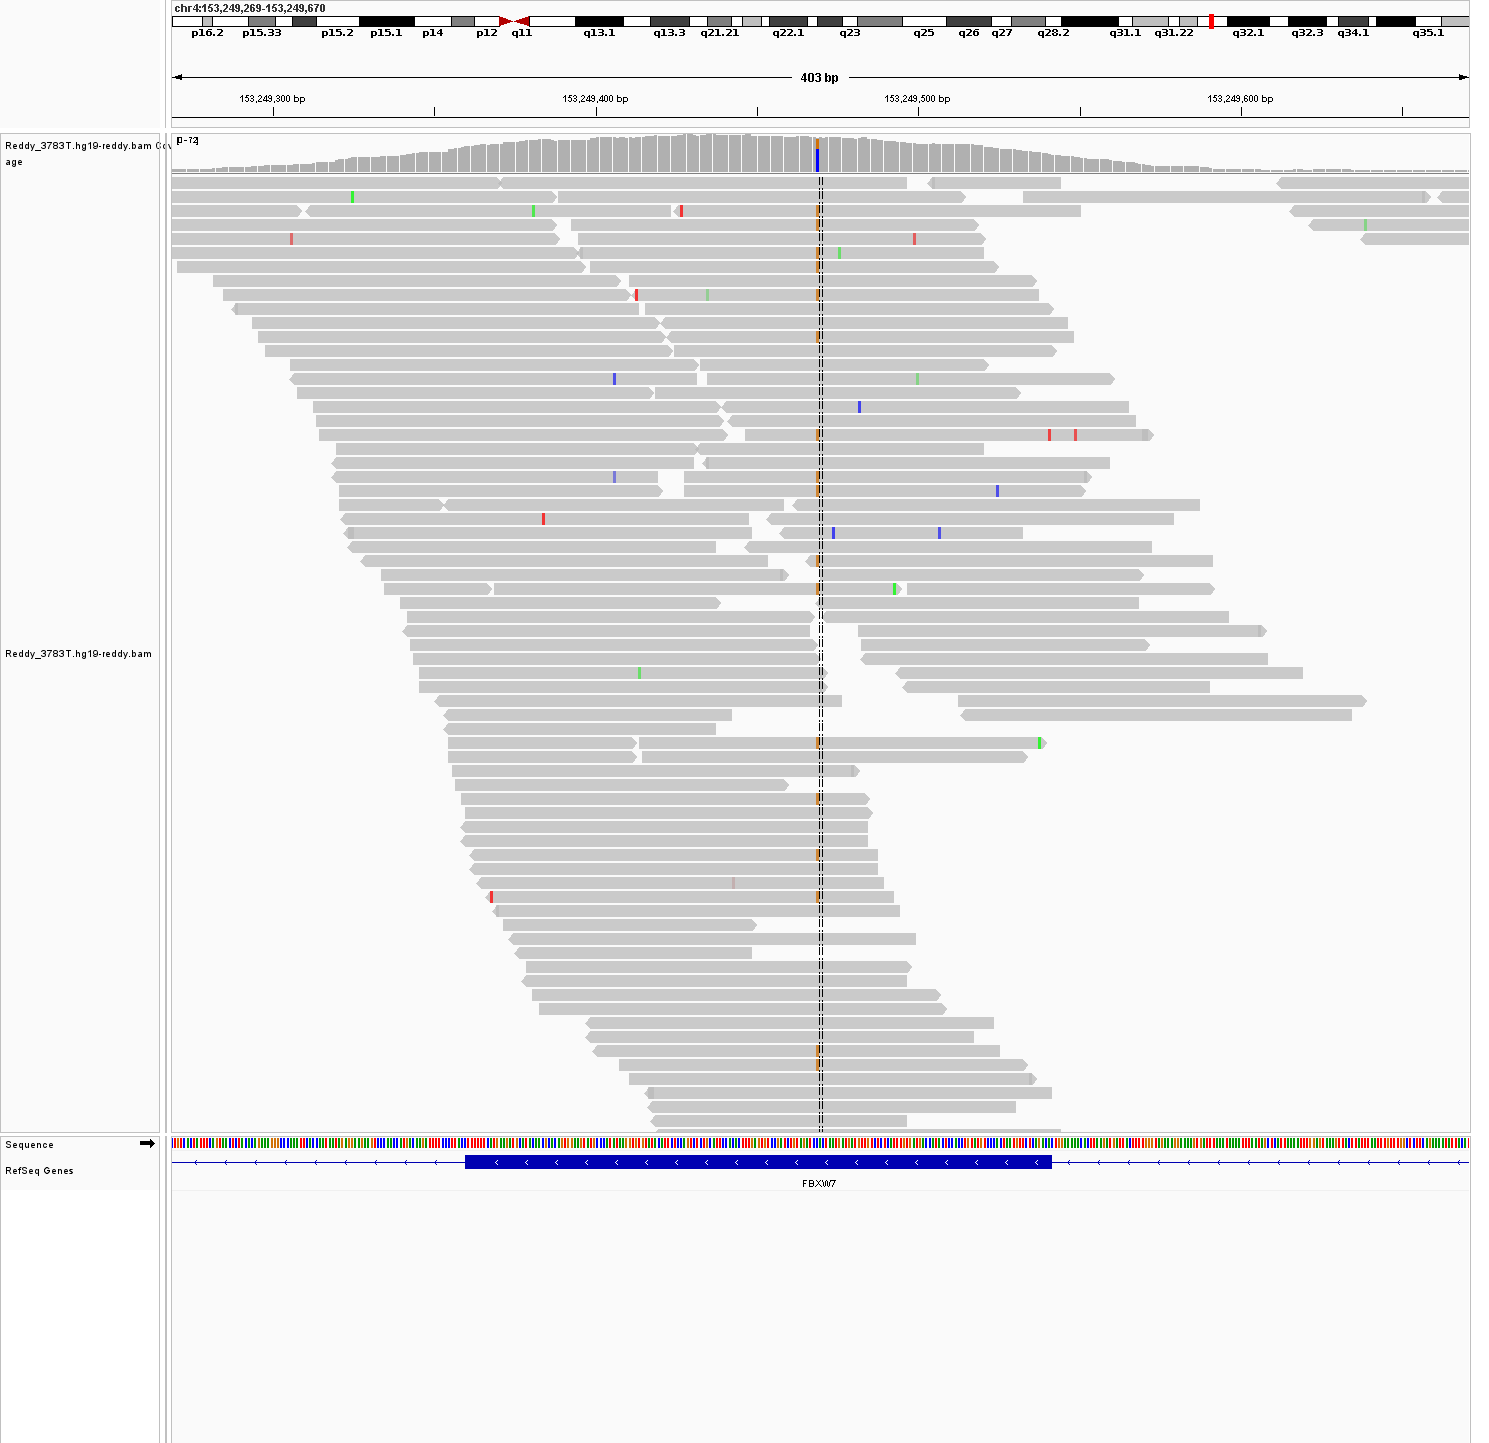 chr4:153,249,269-153,249,670
p16.2 p15.33 p15.2 p15.1 p14 p12 q11 q13.1 q13.3 q21.21 q22.1 q23 q25 q26 q27 q28.2 q31.1 q31.22 q32.1 q32.3 q34.1 q35.1
403 bp
153,249,300 bp 153,249,400 bp 153,249,500 bp 153,249,600 bp
Reddy_3783T.hg19-reddy.bam Cov
age
[0-72]
Reddy_3783T.hg19-reddy.bam
Sequence
RefSeq Genes
FBXW7